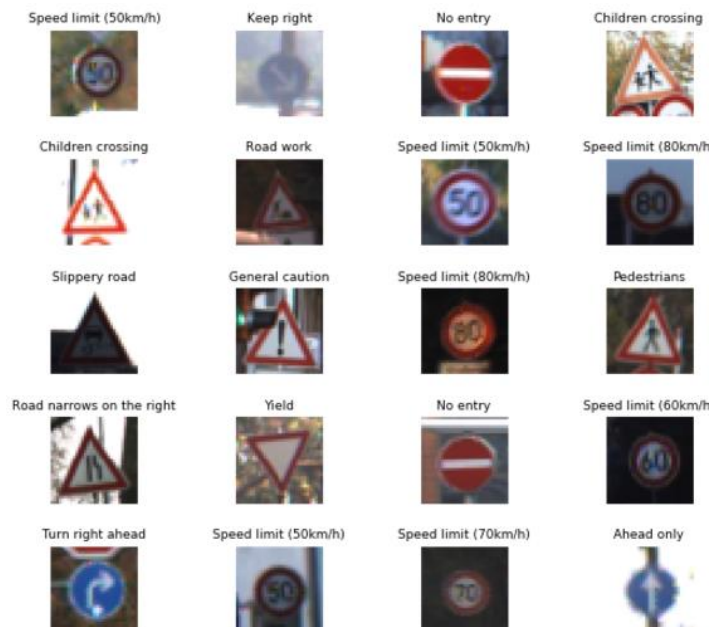 Speed limit (50km/h) Keep right No entry Children crossing
50
Children crossing Road work Speed limit (50km/h) Speed limit (80km/h
50 80
Slippery road General caution Speed limit (80km/h) Pedestrians
! 80
Road narrows on the right Yield No entry Speed limit (60km/h
60
Turn right ahead Speed limit (50km/h) Speed limit (70km/h) Ahead only
50 70